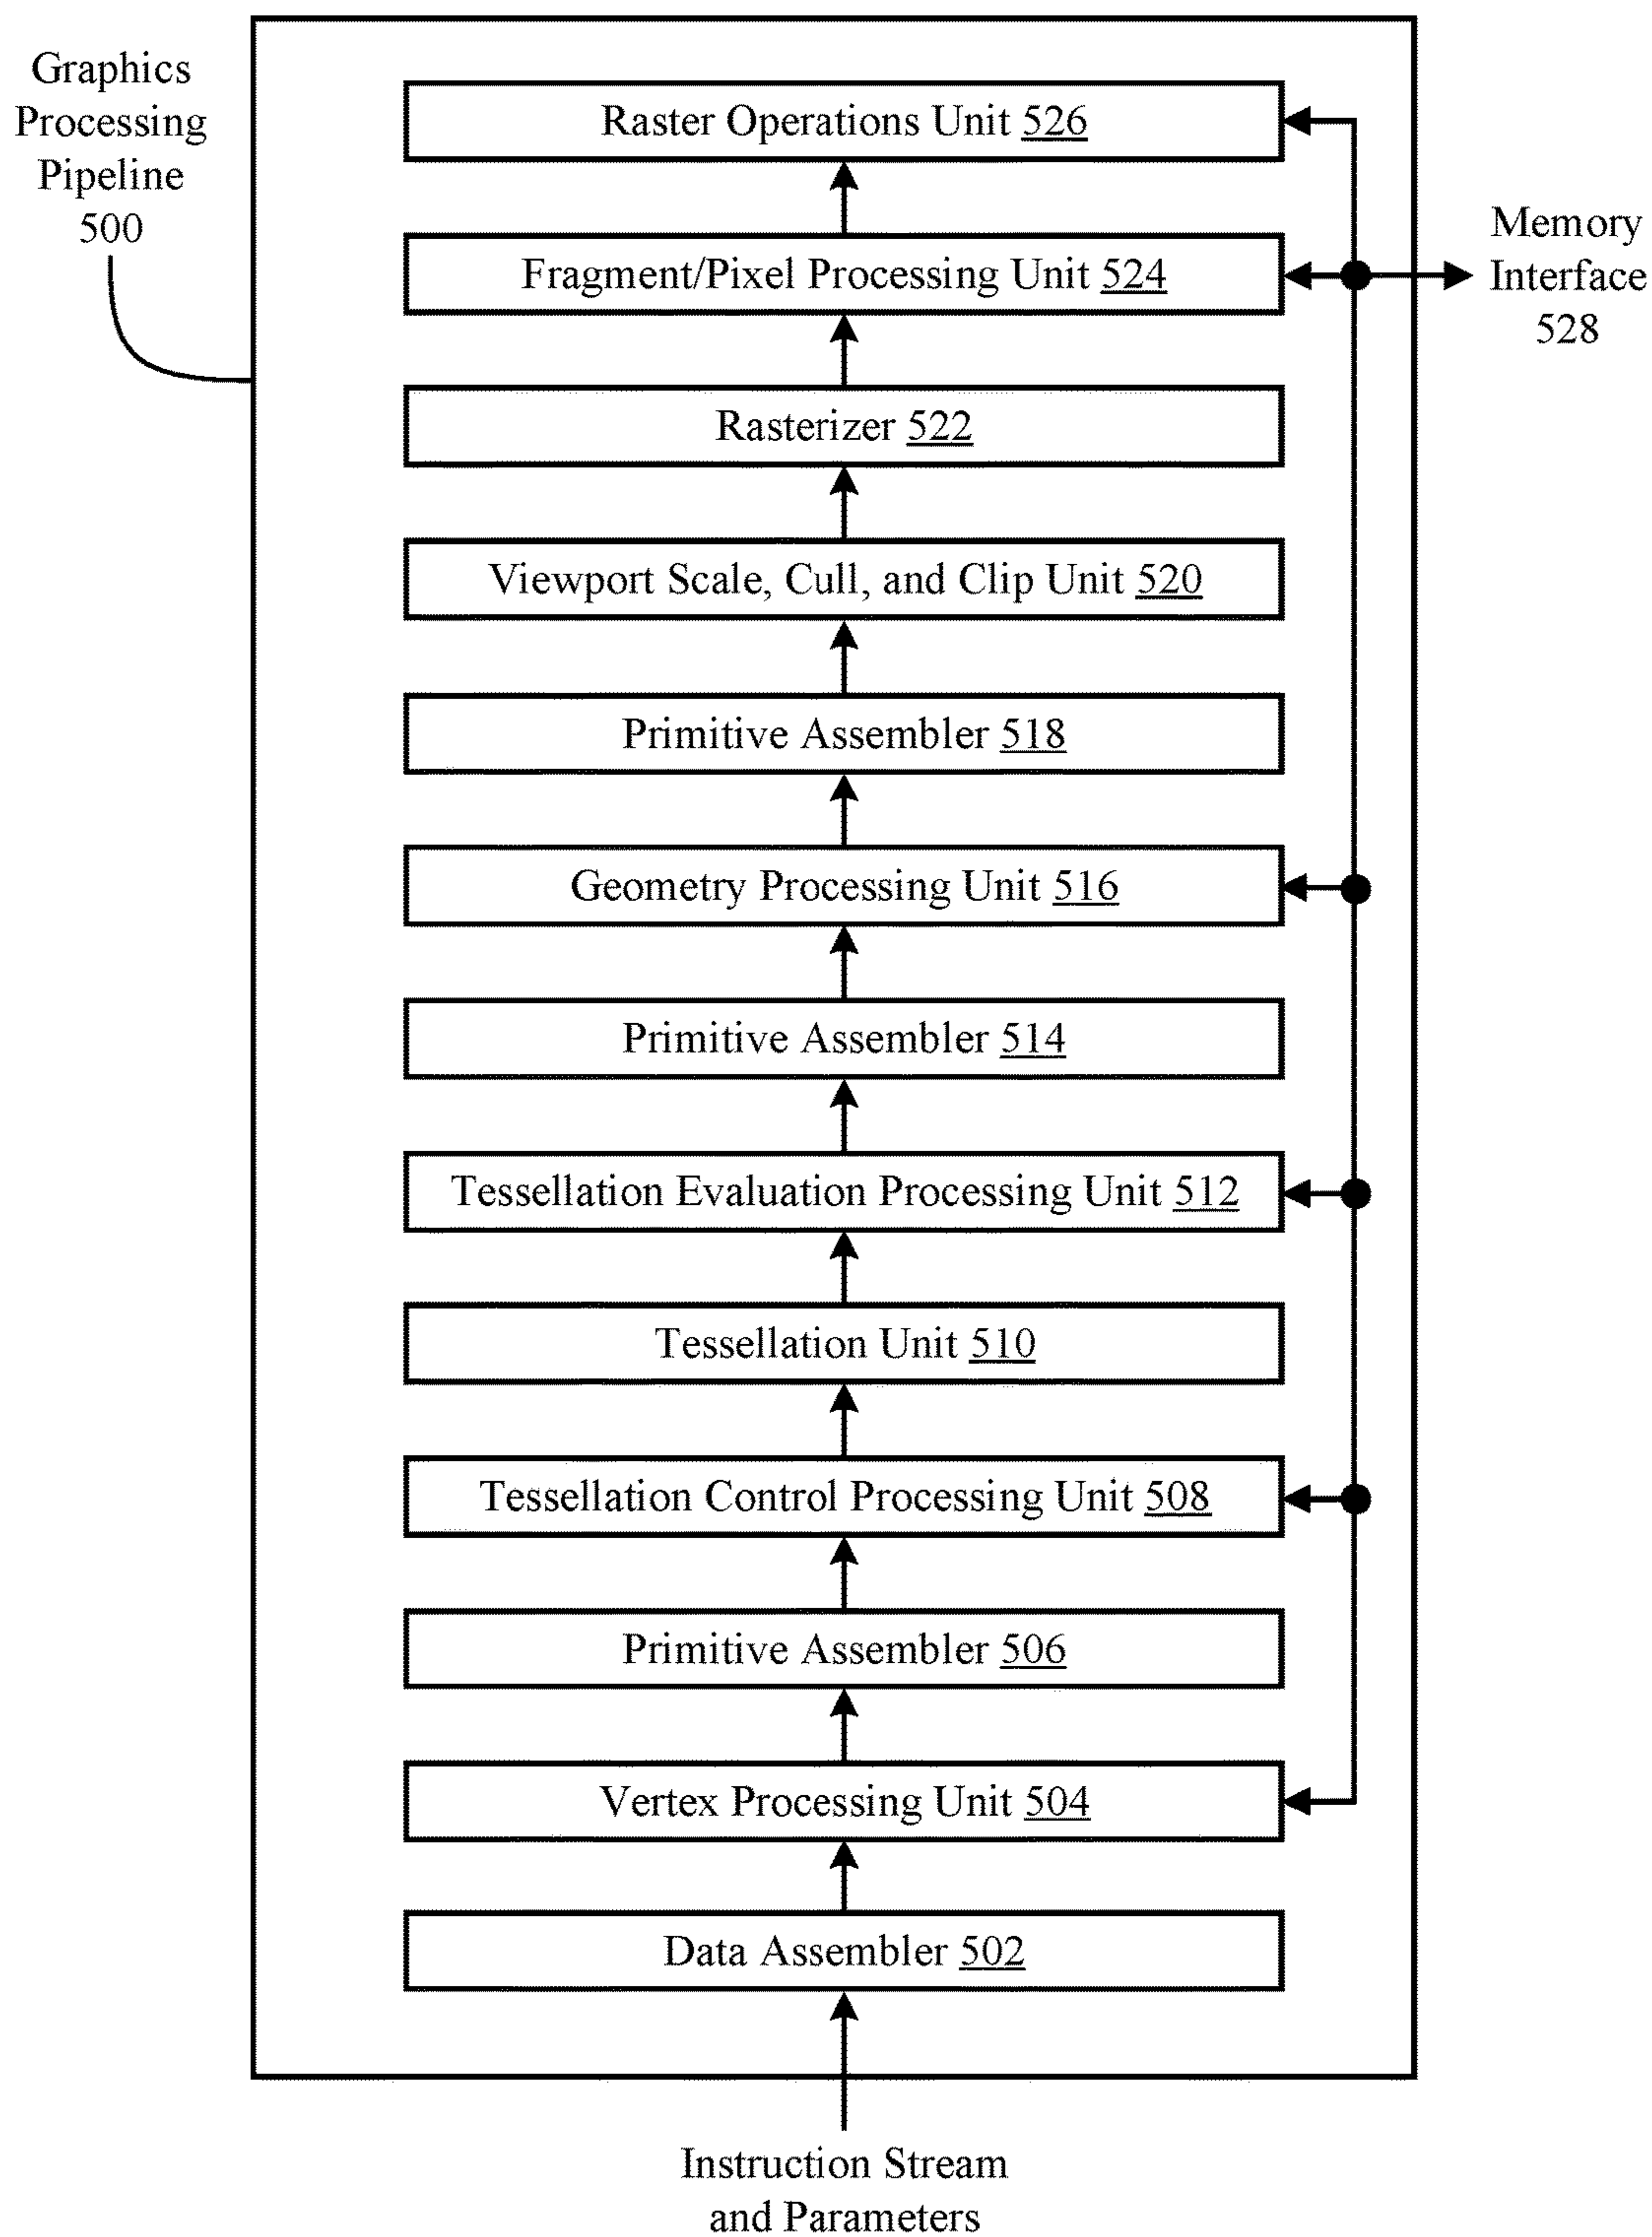 Graphics
Processing
Pipeline
500
Raster Operations Unit 526
Fragment/Pixel Processing Unit 524
Memory
Interface
528
Rasterizer 522
Viewport Scale, Cull, and Clip Unit 520
Primitive Assembler 518
Geometry Processing Unit 516
Primitive Assembler 514
Tessellation Evaluation Processing Unit 512
Tessellation Unit 510
Tessellation Control Processing Unit 508
Primitive Assembler 506
Vertex Processing Unit 504
Data Assembler 502
Instruction Stream
and Parameters